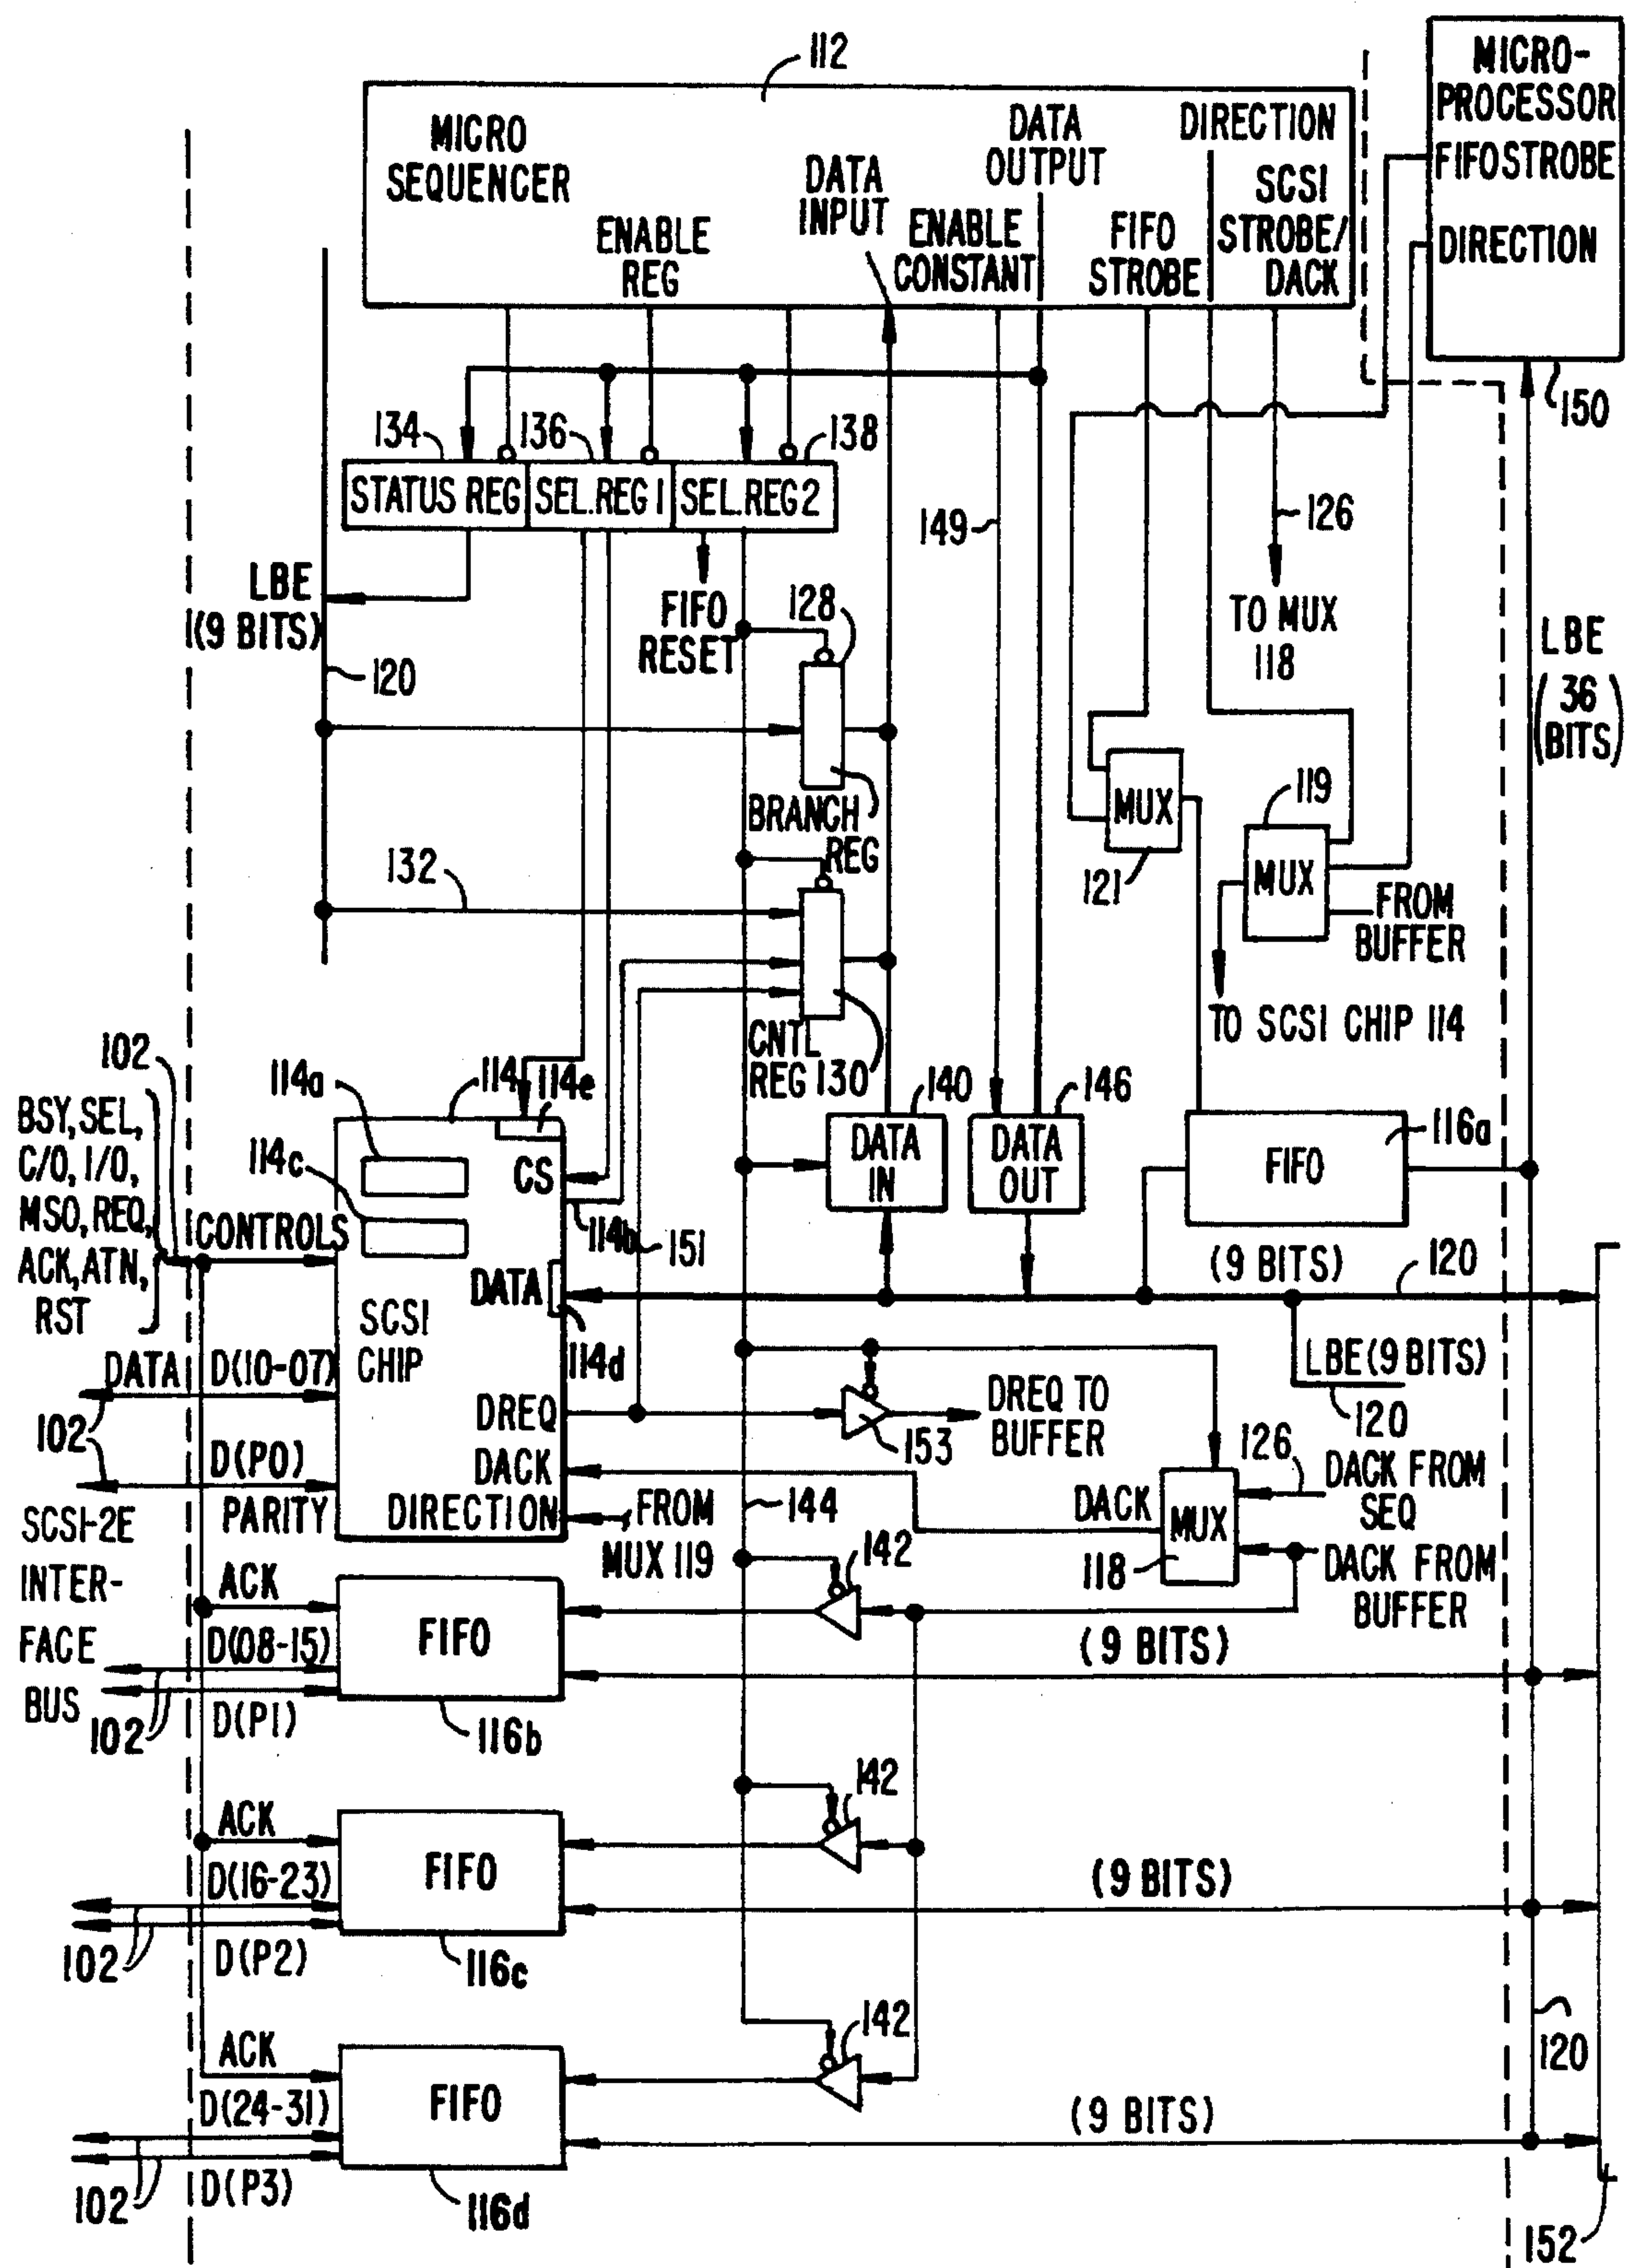 112
MICRO
SEQUENCER
ENABLE
REG
DATA
INPUT
ENABLE
CONSTANT
DATA
OUTPUT
FIFO
STROBE
DIRECTION
SCSI
STROBE/
DACK
MICRO-
PROCESSOR
FIFO STROBE
DIRECTION
150
134
136
138
STATUS REG
SEL.REG 1
SEL.REG 2
149
126
TO MUX
118
LBE
(9 BITS)
120
FIFO
RESET
128
BRANCH
REG
LBE
(36
BITS)
MUX
121
119
MUX
FROM
BUFFER
TO SCSI CHIP 114
132
CNTL
REG 130
102
114a
114
114e
140
146
BSY, SEL,
C/O, I/O,
MSO, REQ,
ACK, ATN,
RST
102
114c
CS
DATA
IN
DATA
OUT
FIFO
116a
CONTROLS
114b
151
(9 BITS)
120
DATA
SCSI
CHIP
114d
LBE (9 BITS)
120
DATA
D(10-07)
102
DREQ
153
DREQ TO
BUFFER
126
DACK FROM
SEQ
D(P0)
PARITY
DACK
DIRECTION
FROM
MUX 119
144
DACK
MUX
118
DACK FROM
BUFFER
SCSI-2E
INTER-
FACE
BUS
ACK
D(08-15)
D(P1)
102
FIFO
116b
142
(9 BITS)
ACK
D(16-23)
D(P2)
102
FIFO
116c
142
(9 BITS)
ACK
D(24-31)
D(P3)
102
FIFO
116d
142
(9 BITS)
120
152